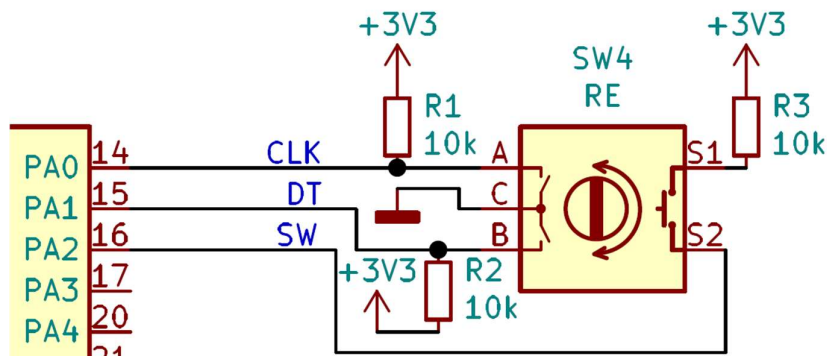 +3V3
+3V3
SW4
RE
R1
10k
R3
10k
PA0
14
CLK
A
S1
PA1
15
DT
C
PA2
16
SW
B
S2
PA3
17
+3V3
R2
10k
PA4
20
21